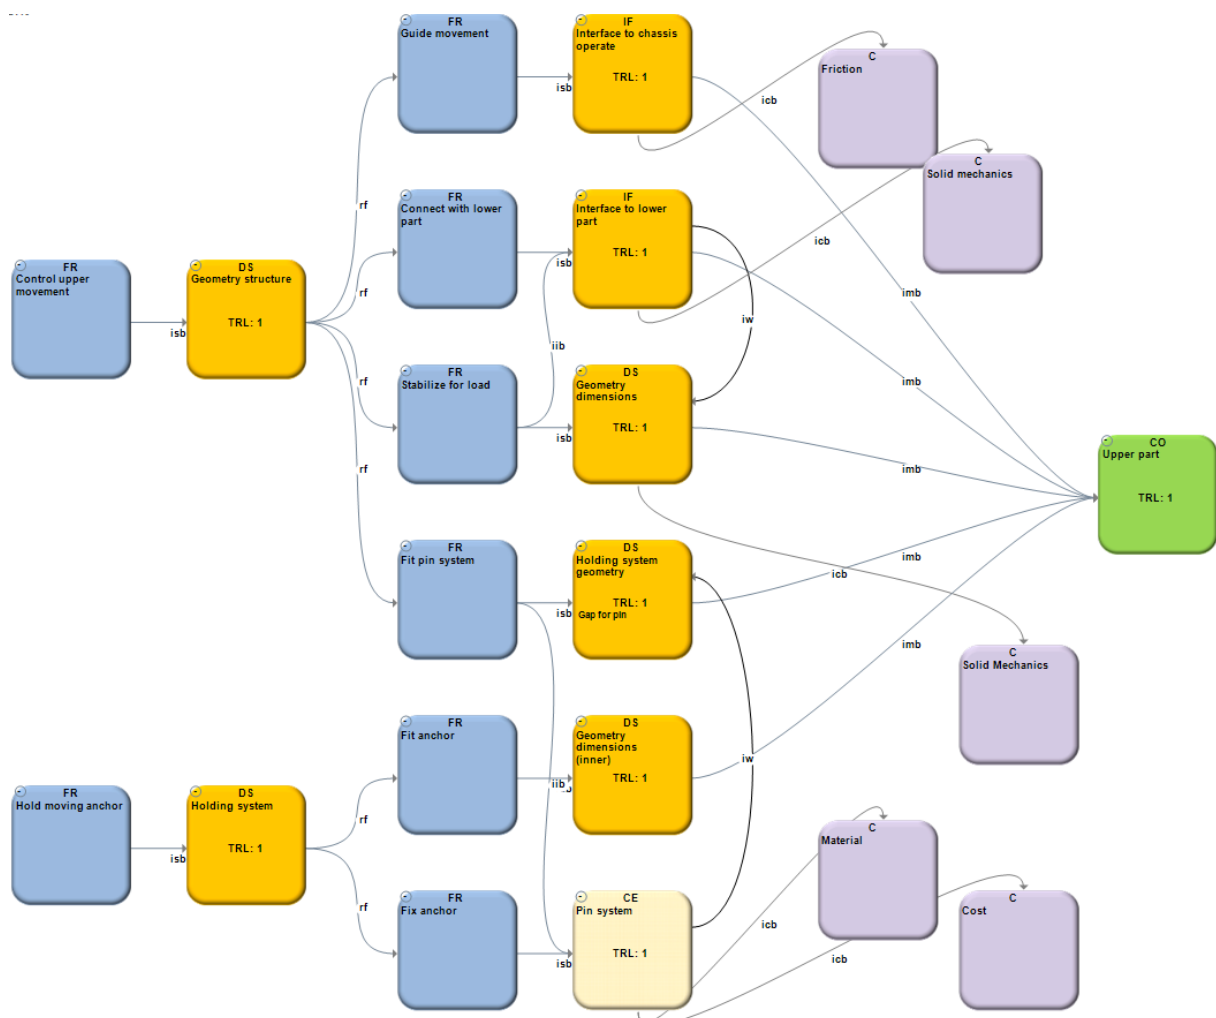 FR
Guide movement
IF
Interface to chassis
operate
TRL: 1
isb
icb
C
Friction
C
Solid mechanics
rf
FR
Connect with lower
part
IF
Interface to lower
part
TRL: 1
isb
icb
FR
Control upper
movement
isb
DS
Geometry structure
TRL: 1
rf
imb
iw
iib
rf
FR
Stabilize for load
isb
DS
Geometry
dimensions
TRL: 1
imb
imb
CO
Upper part
TRL: 1
rf
FR
Fit pin system
isb
DS
Holding system
geometry
TRL: 1
Gap for pin
imb
icb
imb
C
Solid Mechanics
FR
Fit anchor
DS
Geometry
dimensions
(inner)
TRL: 1
iib
iw
FR
Hold moving anchor
isb
DS
Holding system
TRL: 1
rf
rf
C
Material
FR
Fix anchor
isb
CE
Pin system
TRL: 1
icb
icb
C
Cost